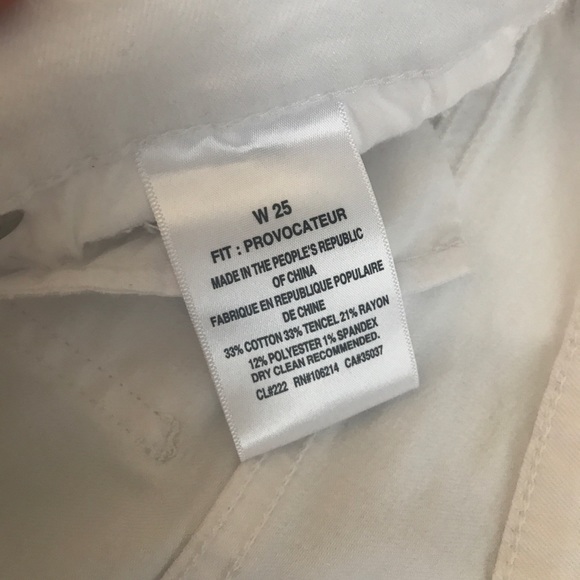 W 25
FIT : PROVOCATEUR
MADE IN THE PEOPLE'S REPUBLIC
OF CHINA
FABRIQUE EN REPUBLIQUE POPULAIRE
DE CHINE
33% COTTON 33% TENCEL 21% RAYON
12% POLYESTER 1% SPANDEX
DRY CLEAN RECOMMENDED.
CL#222 RN#106214 CA#35037